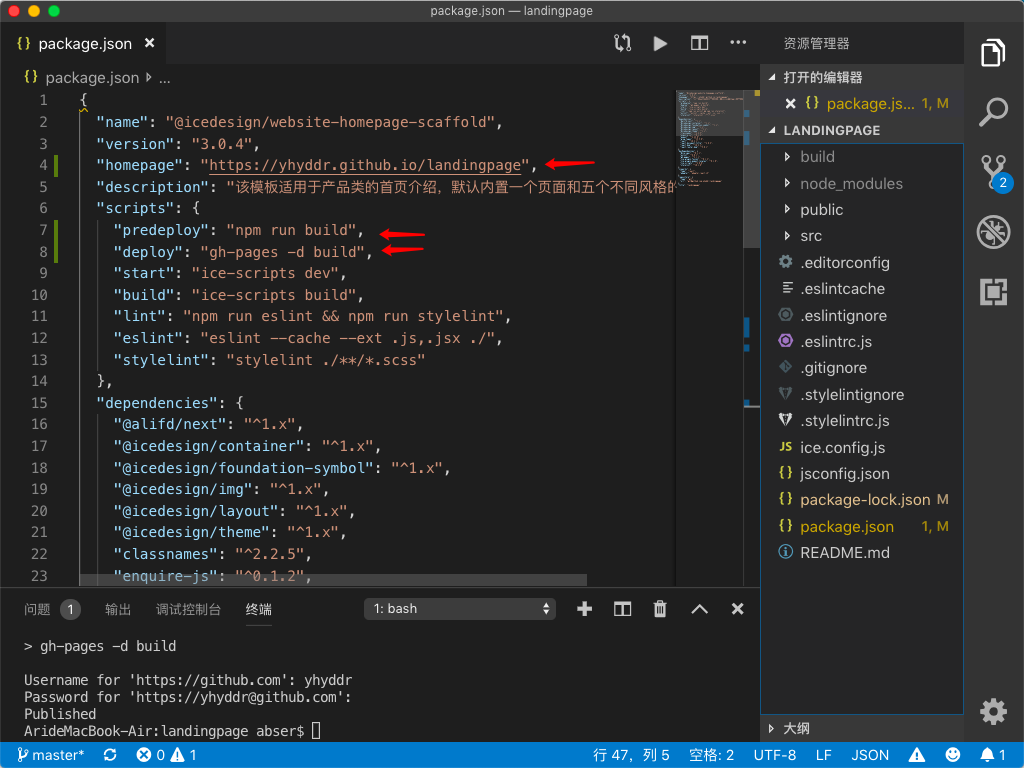 package.json — landingpage
{} package.json ×
资源管理器
{} package.json ▸ ...
1 {
2 "name": "@icedesign/website-homepage-scaffold",
3 "version": "3.0.4",
4 "homepage": "https://yhyddr.github.io/landingpage",
5 "description": "该模板适用于产品类的首页介绍，默认内置一个页面和五个不同风格的
6 "scripts": {
7 "predeploy": "npm run build",
8 "deploy": "gh-pages -d build",
9 "start": "ice-scripts dev",
10 "build": "ice-scripts build",
11 "lint": "npm run eslint && npm run stylelint",
12 "eslint": "eslint --cache --ext .js,.jsx ./",
13 "stylelint": "stylelint ./**/*.scss"
14 },
15 "dependencies": {
16 "@alifd/next": "^1.x",
17 "@icedesign/container": "^1.x",
18 "@icedesign/foundation-symbol": "^1.x",
19 "@icedesign/img": "^1.x",
20 "@icedesign/layout": "^1.x",
21 "@icedesign/theme": "^1.x",
22 "classnames": "^2.2.5",
23 "enquire-js": "^0.1.2",
打开的编辑器
× {} package.js... 1, M
LANDINGPAGE
build
node_modules
public
src
.editorconfig
.eslintcache
.eslintignore
.eslintrc.js
.gitignore
.stylelintignore
.stylelintrc.js
JS ice.config.js
{} jsconfig.json
{} package-lock.json M
{} package.json 1, M
README.md
大纲
2
问题 1 输出 调试控制台 终端 1: bash
> gh-pages -d build
Username for 'https://github.com': yhyddr
Password for 'https://yhyddr@github.com':
Published
ArideMacBook-Air:landingpage abser$
master* 0 1 行 47，列 5 空格: 2 UTF-8 LF JSON 1